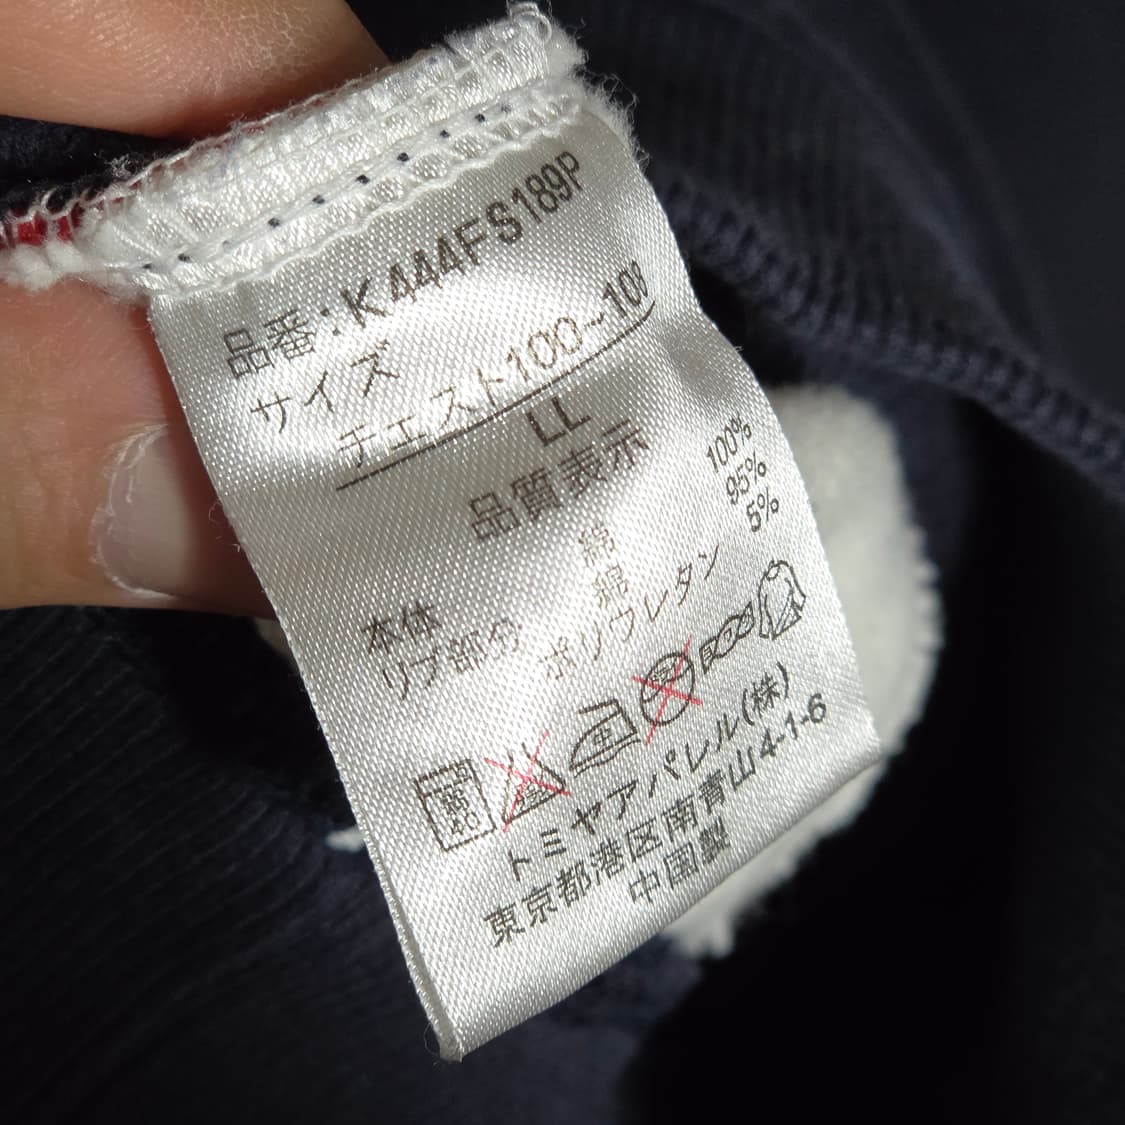 品番:K444FS189P
サイズ
チェスト100~108
LL
品質表示
本体 綿 100%
リブ部分 綿 95%
ポリウレタン 5%
40
トミヤアパレル(株)
東京都港区南青山4-1-6
中国製